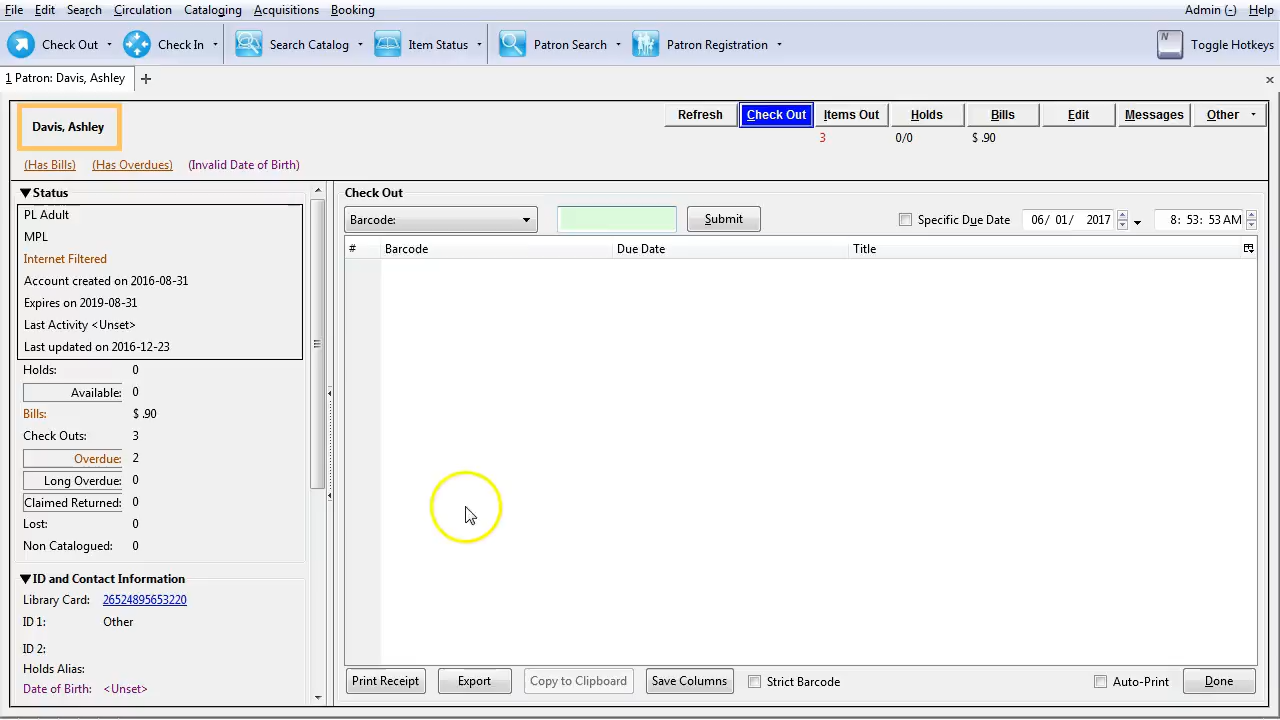 File Edit Search Circulation Cataloging Acquisitions Booking Admin (-) Help
Check Out Check In Search Catalog Item Status Patron Search Patron Registration N Toggle Hotkeys
1 Patron: Davis, Ashley
Davis, Ashley
Refresh Check Out Items Out Holds Bills Edit Messages Other
3 0/0 $ .90
(Has Bills) (Has Overdues) (Invalid Date of Birth)
Status
PL Adult
MPL
Internet Filtered
Account created on 2016-08-31
Expires on 2019-08-31
Last Activity <Unset>
Last updated on 2016-12-23
Holds: 0
Available: 0
Bills: $ .90
Check Outs: 3
Overdue: 2
Long Overdue: 0
Claimed Returned: 0
Lost: 0
Non Catalogued: 0
ID and Contact Information
Library Card: 26524895653220
ID 1: Other
ID 2:
Holds Alias:
Date of Birth: <Unset>
Check Out
Barcode: Submit Specific Due Date 06/ 01/ 2017 8: 53: 53 AM
# Barcode Due Date Title
Print Receipt Export Copy to Clipboard Save Columns Strict Barcode Auto-Print Done